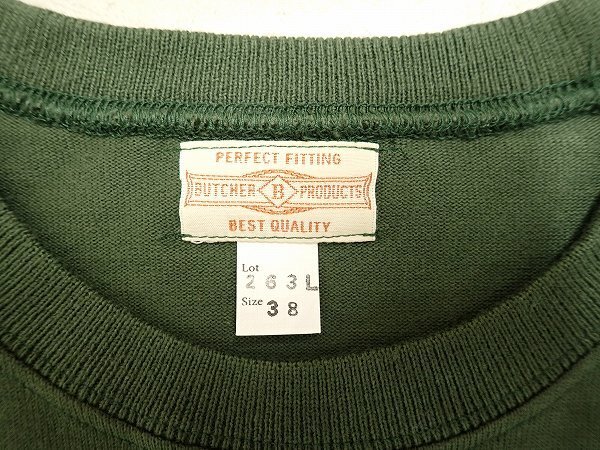 PERFECT FITTING
BUTCHER B PRODUCTS
BEST QUALITY
Lot
263L
Size 38